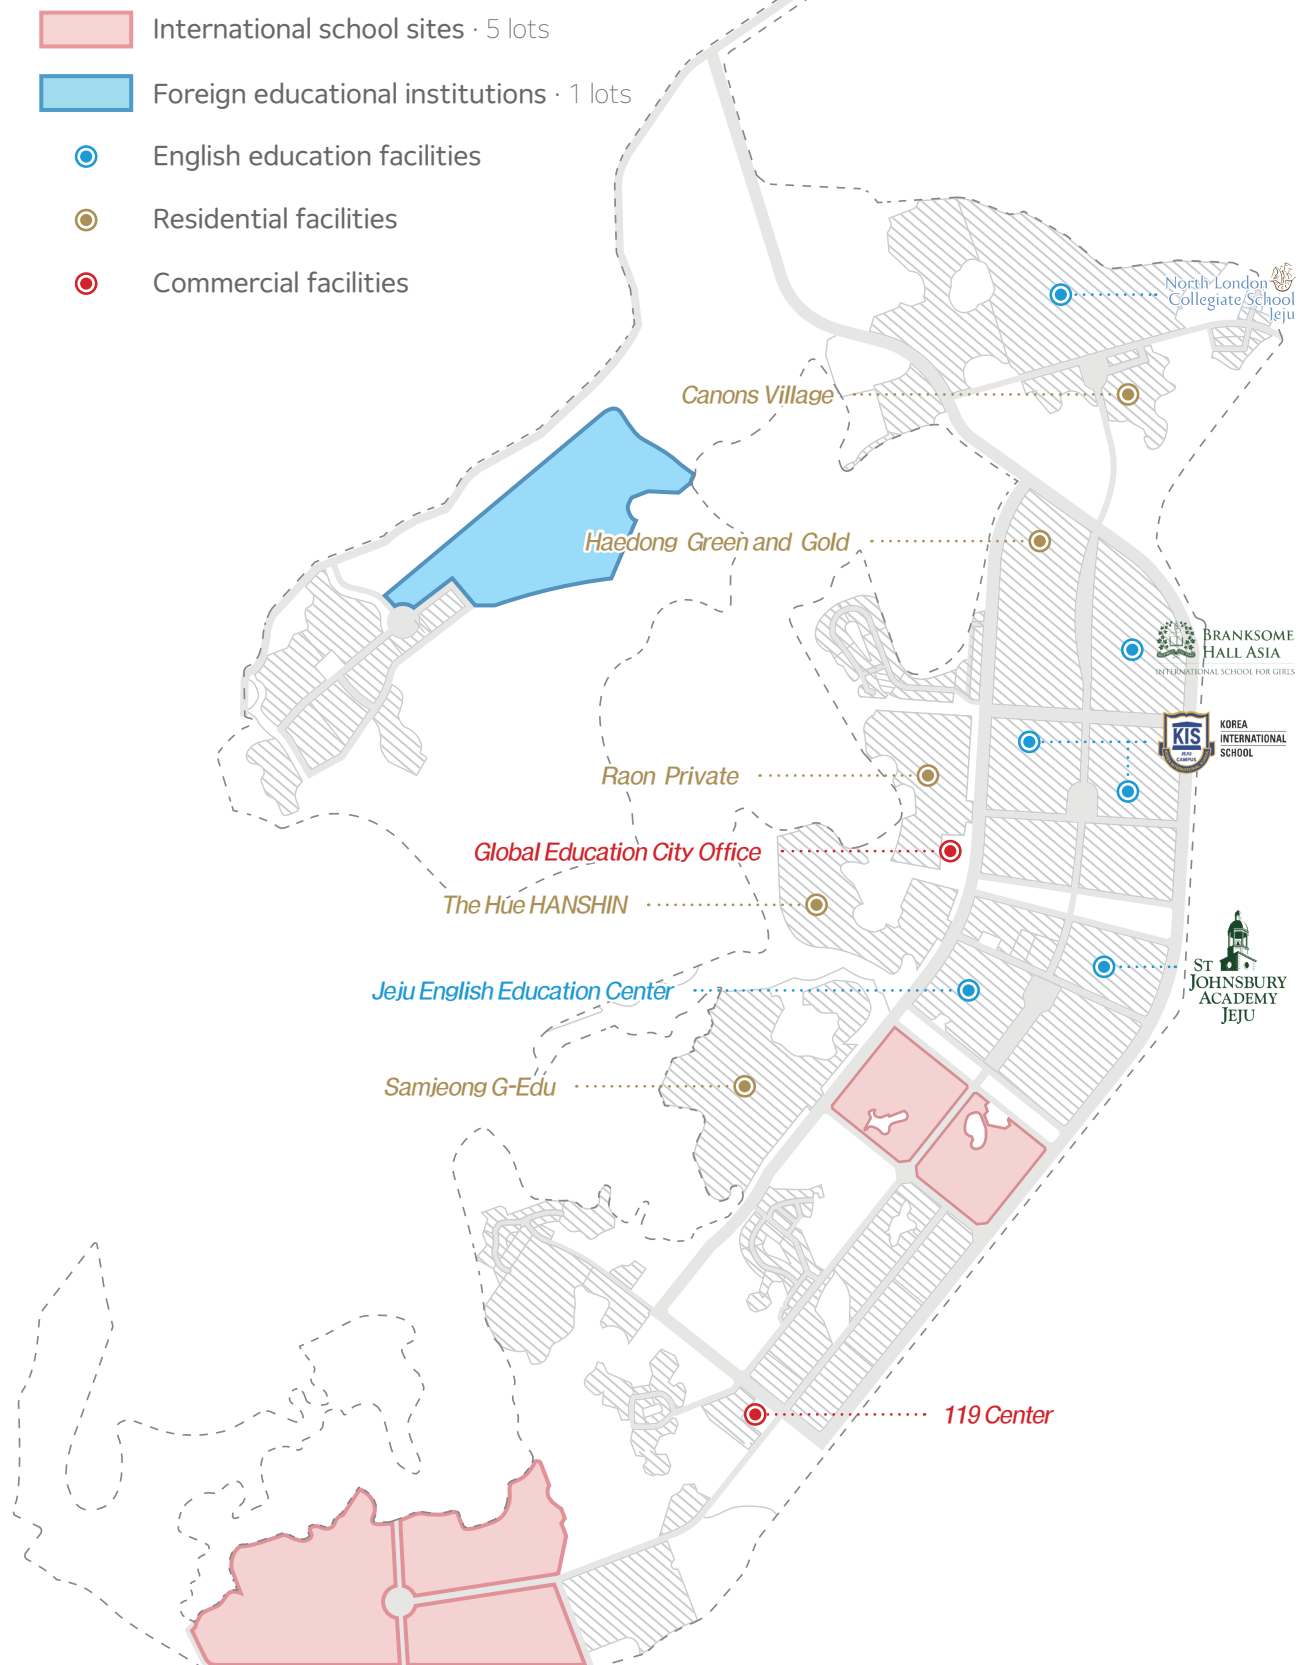 International school sites · 5 lots
Foreign educational institutions · 1 lots
English education facilities
Residential facilities
Commercial facilities
North London
Collegiate School
Jeju
Canons Village
Haedong Green and Gold
BRANKSOME
HALL ASIA
INTERNATIONAL SCHOOL FOR GIRLS
KIS
JEJU
CAMPUS
KOREA
INTERNATIONAL
SCHOOL
Raon Private
Global Education City Office
The Húe HANSHIN
ST
JOHNSBURY
ACADEMY
JEJU
Jeju English Education Center
Samjeong G-Edu
119 Center